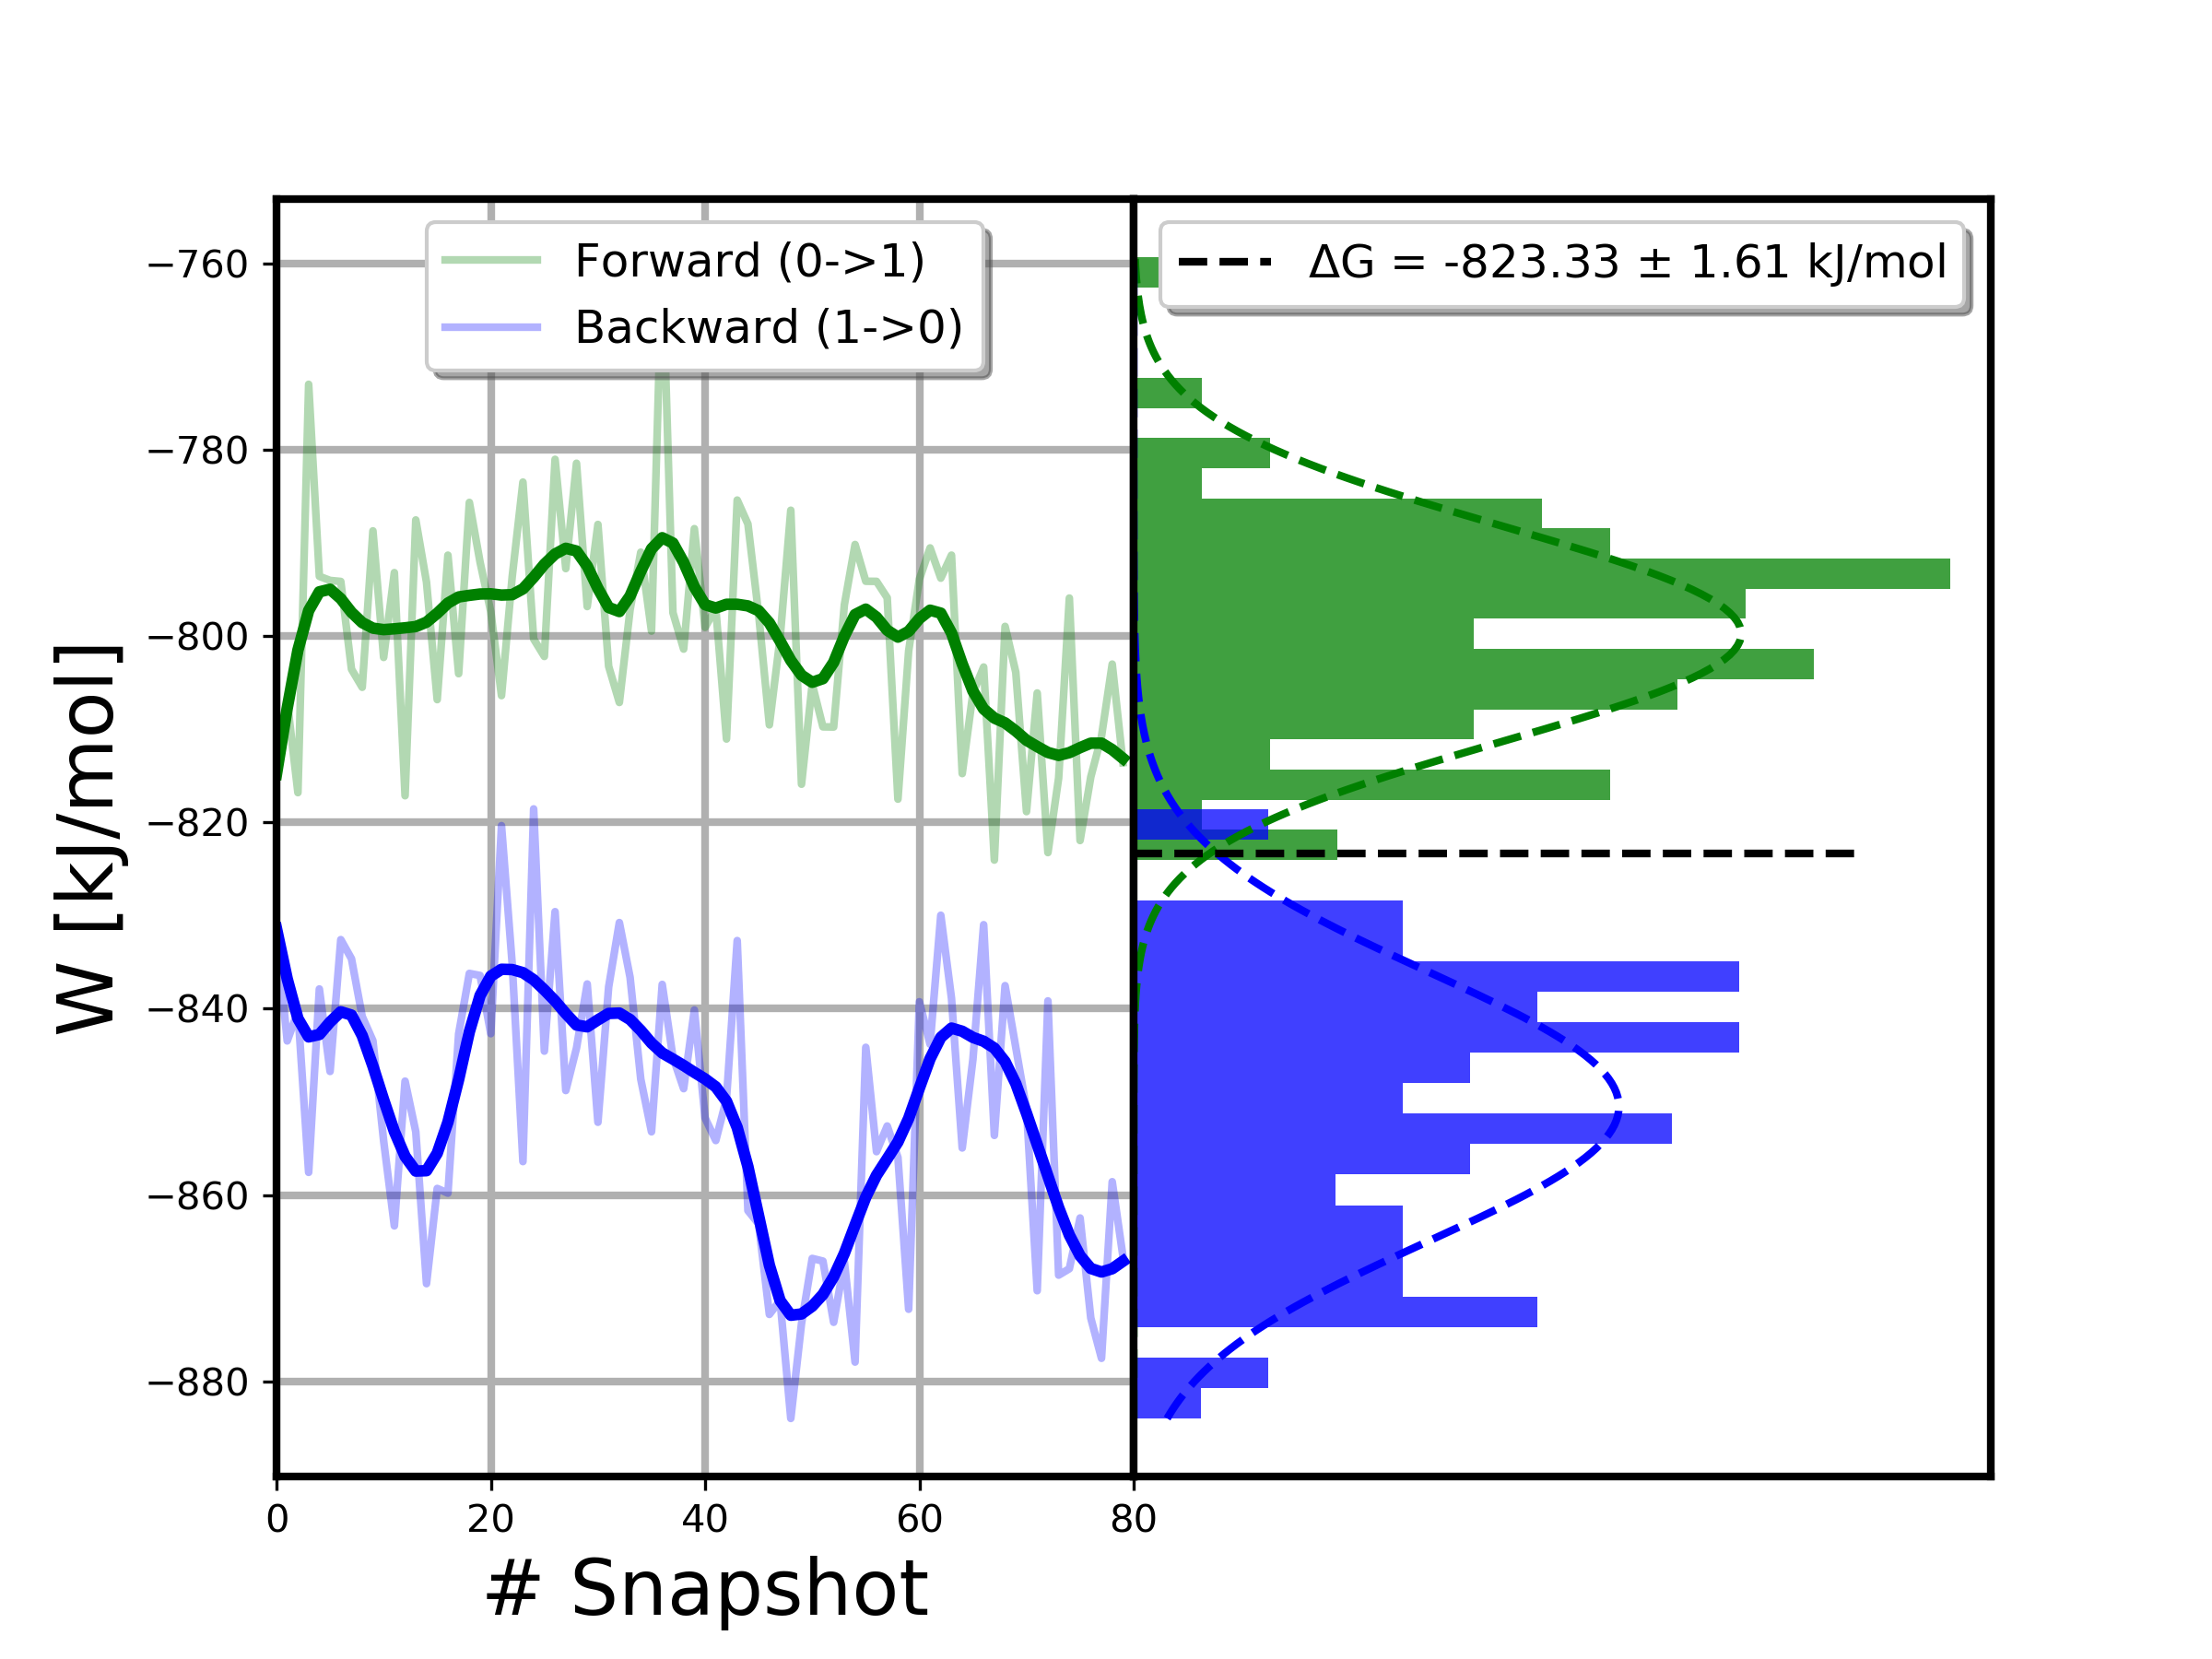 Forward (0->1)
Backward (1->0)
ΔG = -823.33 ± 1.61 kJ/mol
W [kJ/mol]
−760
−780
−800
−820
−840
−860
−880
0 20 40 60 80
# Snapshot